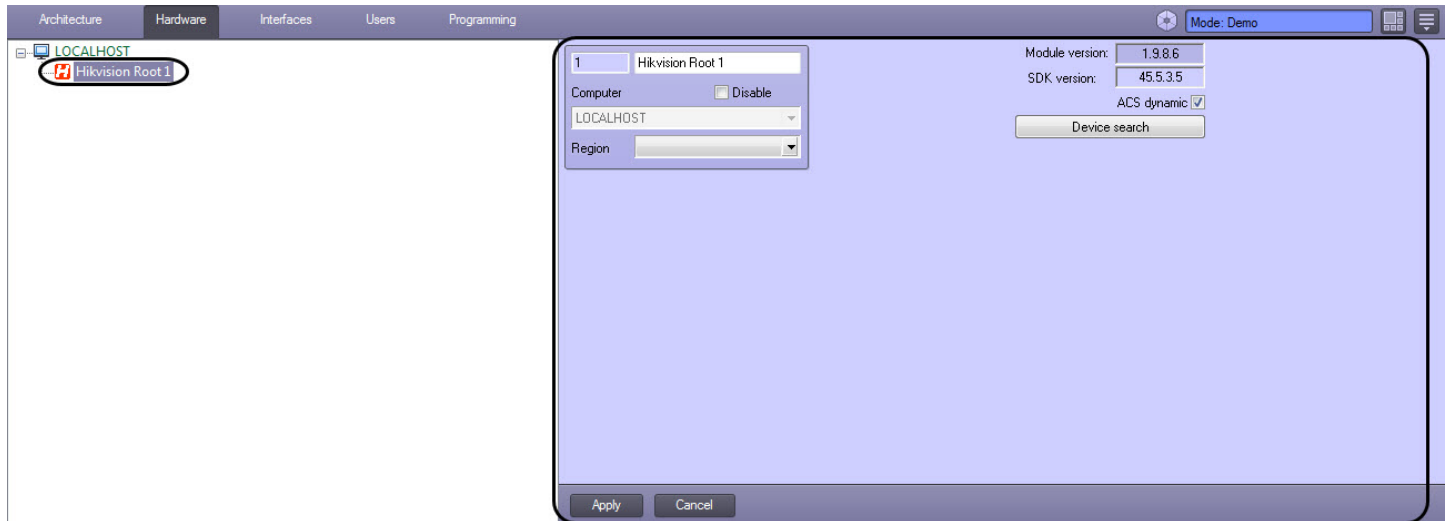 Architecture Hardware Interfaces Users Programming Mode: Demo
LOCALHOST
Hikvision Root 1
1 Hikvision Root 1
Computer Disable
LOCALHOST
Region
Module version: 1.9.8.6
SDK version: 45.5.3.5
ACS dynamic
Device search
Apply Cancel